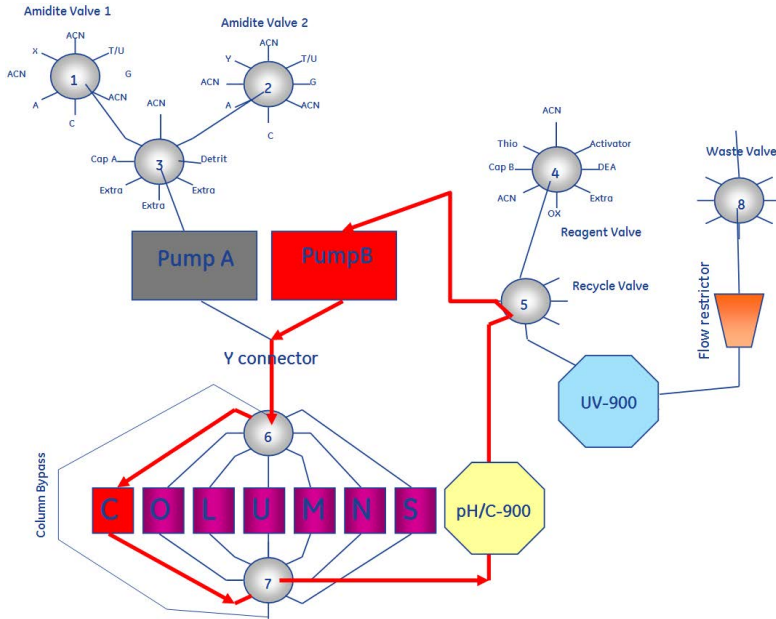 Amidite Valve 1
Amidite Valve 2
ACN
X
T/U
ACN
G
1
A
ACN
C
ACN
Y
T/U
ACN
G
2
A
ACN
C
ACN
3
Cap A
Detrit
Extra
Extra
Extra
ACN
Thio
Activator
Cap B
4
DEA
ACN
Extra
OX
Reagent Valve
Waste Valve
8
Pump A
PumpB
5
Recycle Valve
Flow restrictor
Y connector
UV-900
6
Column Bypass
C O L U M N S
pH/C-900
7